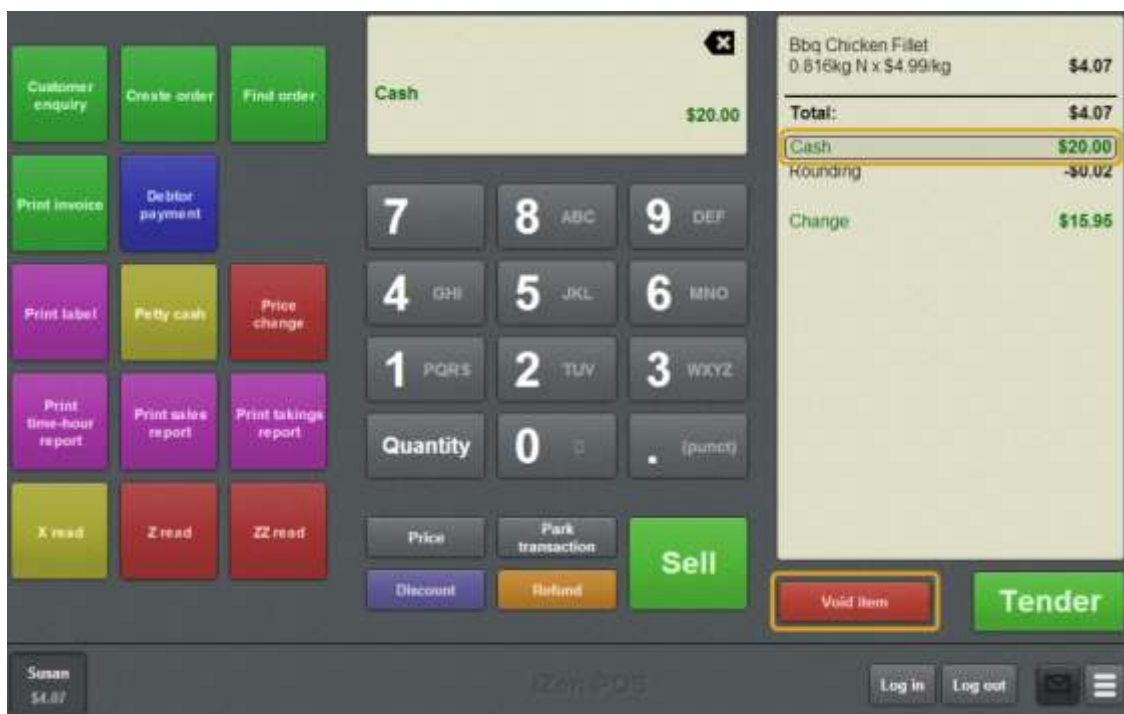 Customer
enquiry
Create order
Find order
Print invoice
Debtor
payment
Print label
Petty cash
Price
change
Print
time-hour
report
Print sales
report
Print takings
report
X read
Z read
ZZ read
Cash
$20.00
7
8 ABC
9 DEF
4 GHI
5 JKL
6 MNO
1 PQRS
2 TUV
3 WXYZ
Quantity
0
. (punct)
Price
Park
transaction
Discount
Refund
Sell
Bbq Chicken Fillet
0.816kg N x $4.99/kg $4.07
Total: $4.07
Cash $20.00
Rounding -$0.02
Change $15.95
Void item
Tender
Susan
$4.07
iZen POS
Log in
Log out